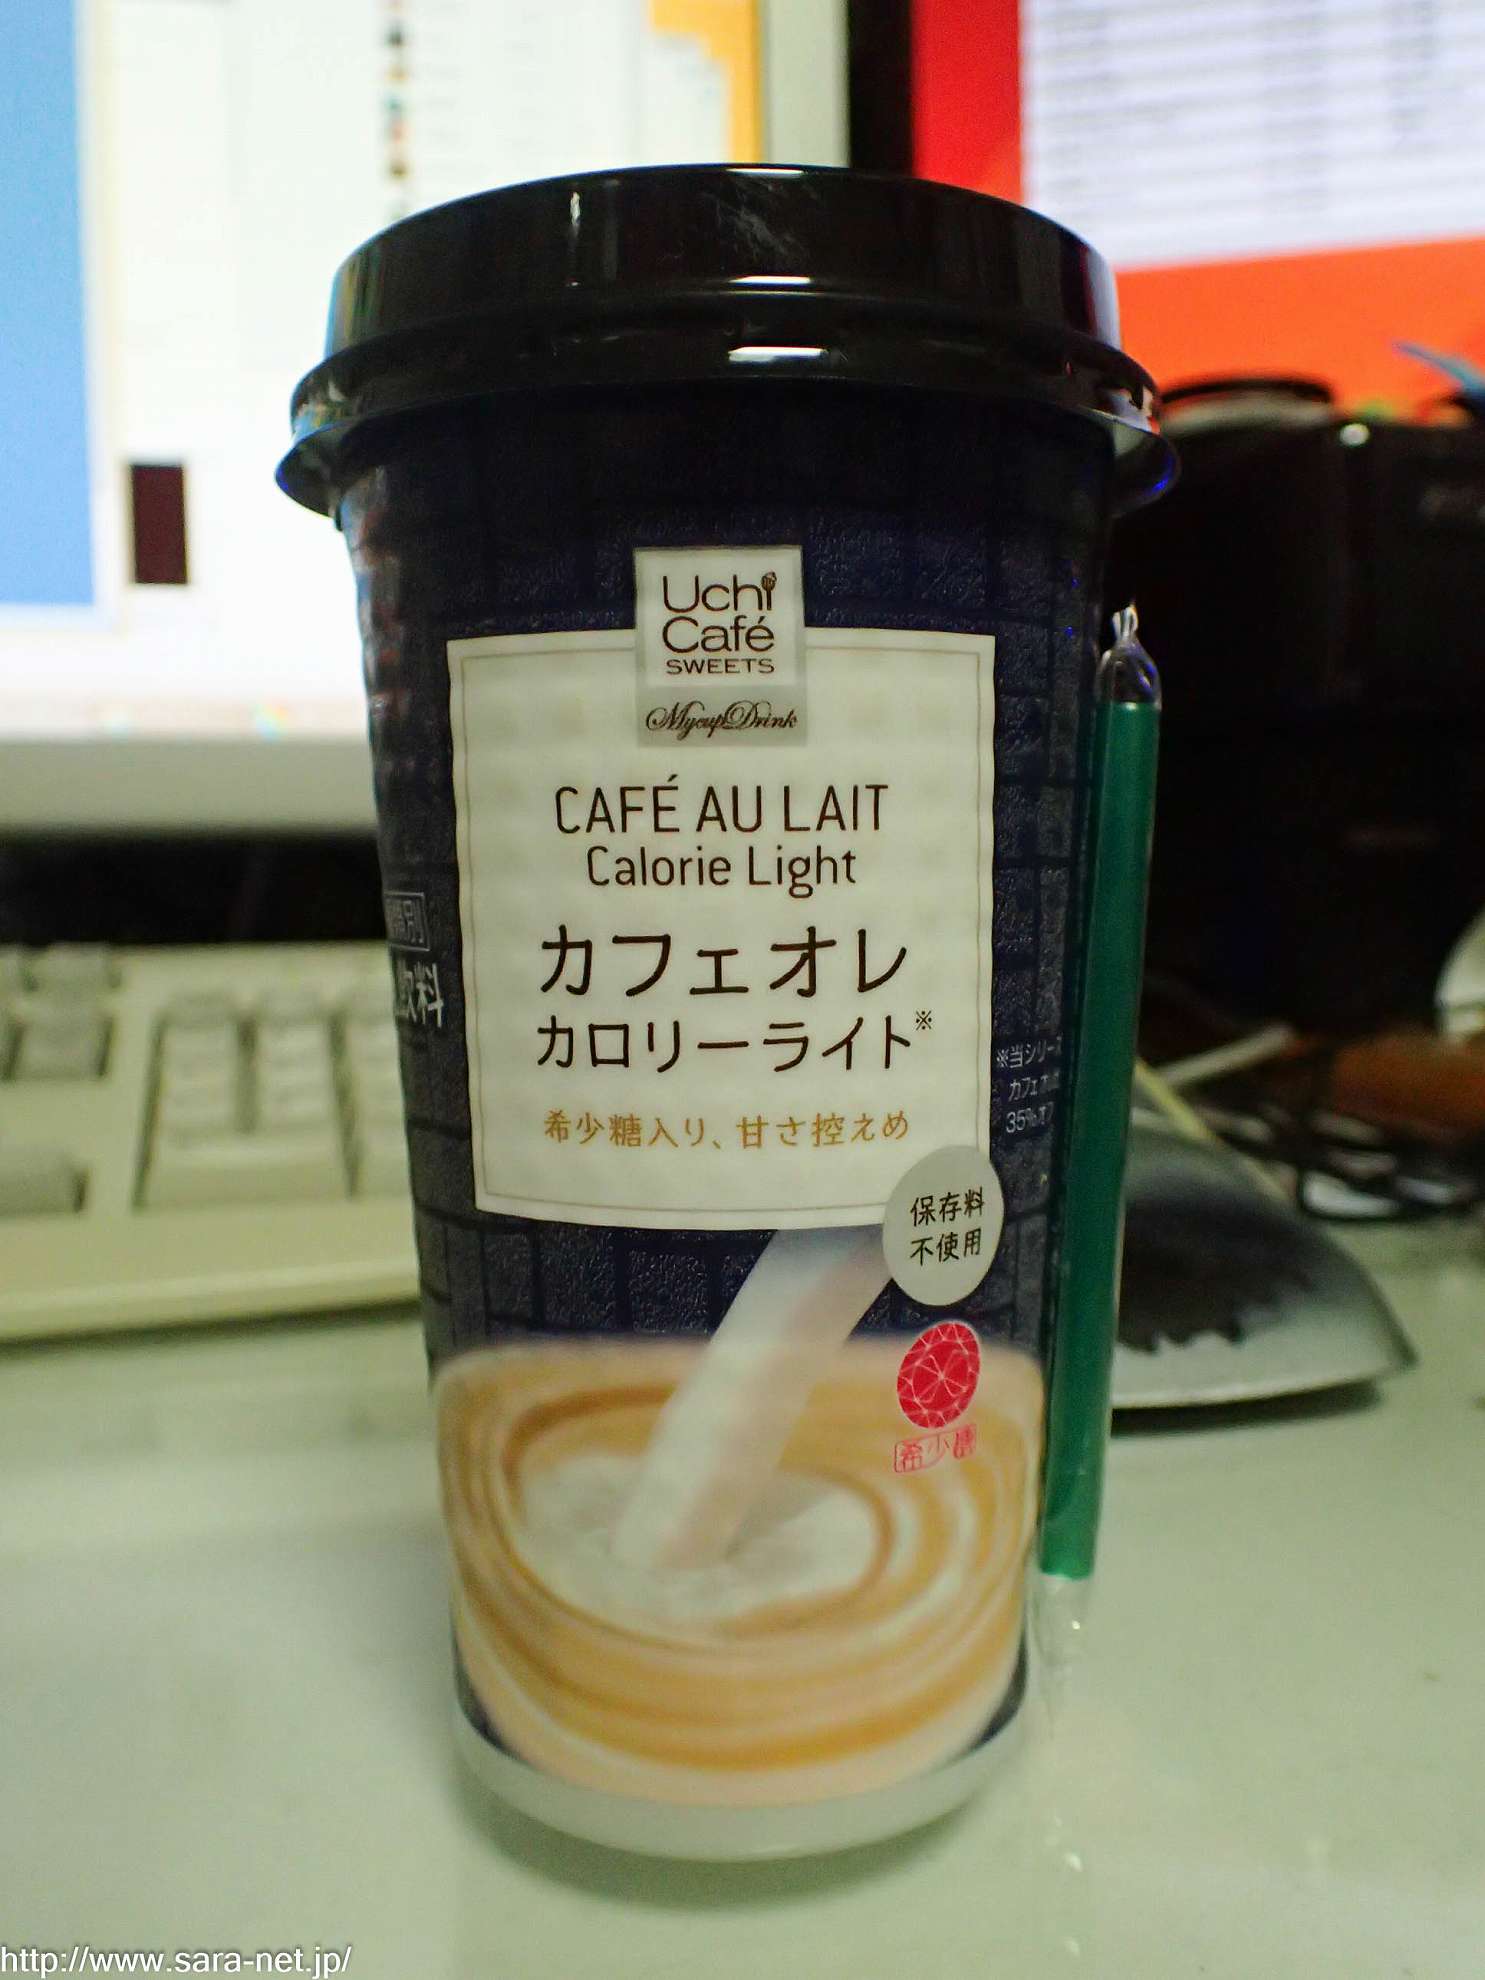 Uchi
Café
SWEETS
MycupDrink
CAFÉ AU LAIT
Calorie Light
カフェオレ
カロリーライト※
希少糖入り、甘さ控えめ
飲料
※当シリーズ
カフェオレ
35%オフ
保存料
不使用
希少糖
http://www.sara-net.jp/